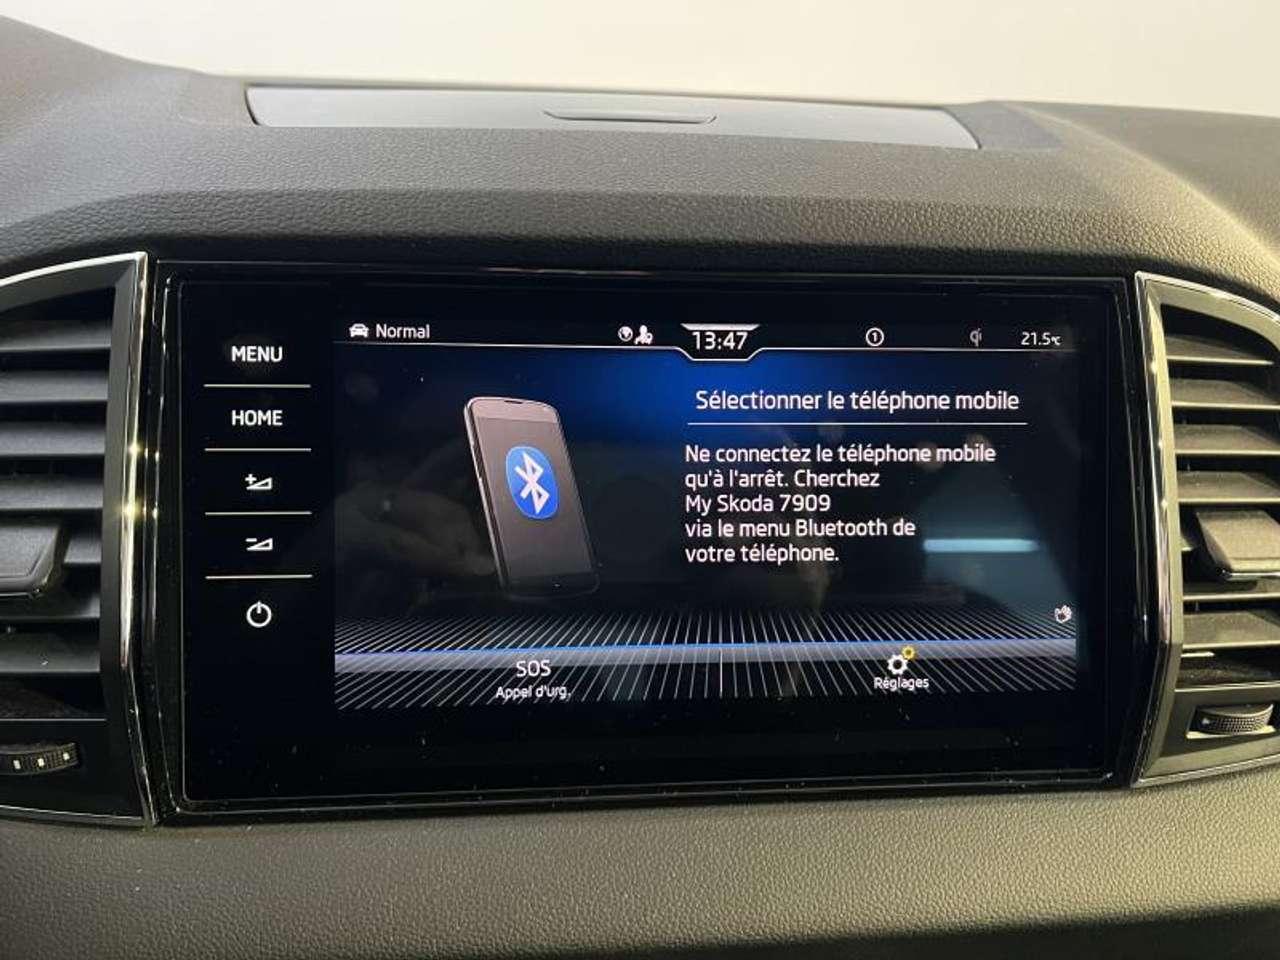 Normal
13:47
1
21.5°C
MENU
HOME
Sélectionner le téléphone mobile
Ne connectez le téléphone mobile
qu'à l'arrêt. Cherchez
My Skoda 7909
via le menu Bluetooth de
votre téléphone.
SOS
Appel d'urg.
Réglages